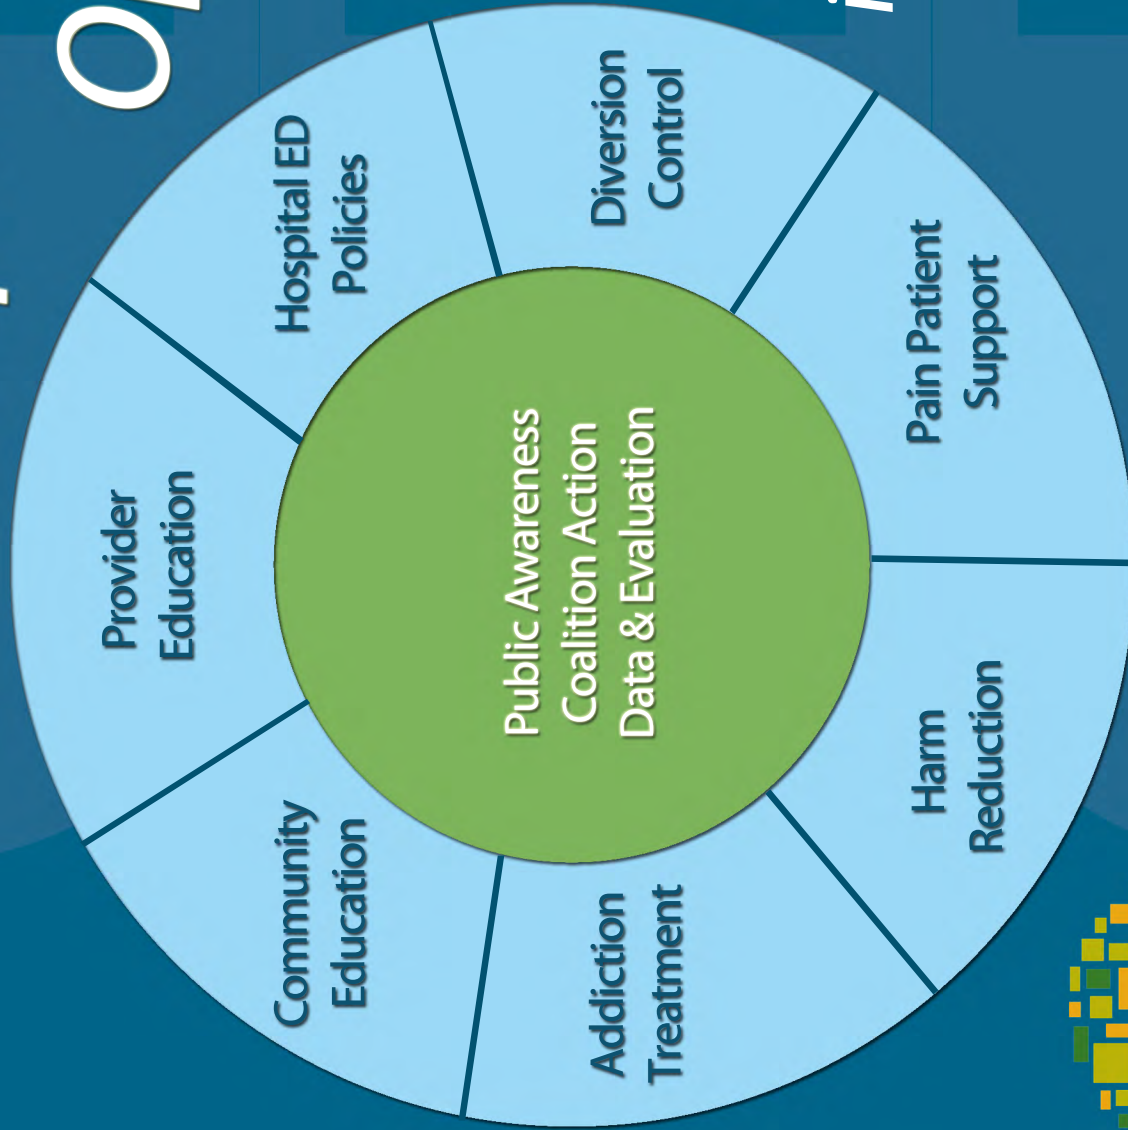 Provider
Education
Hospital ED
Policies
Diversion
Control
Pain Patient
Support
Harm
Reduction
Addiction
Treatment
Community
Education
Public Awareness
Coalition Action
Data & Evaluation